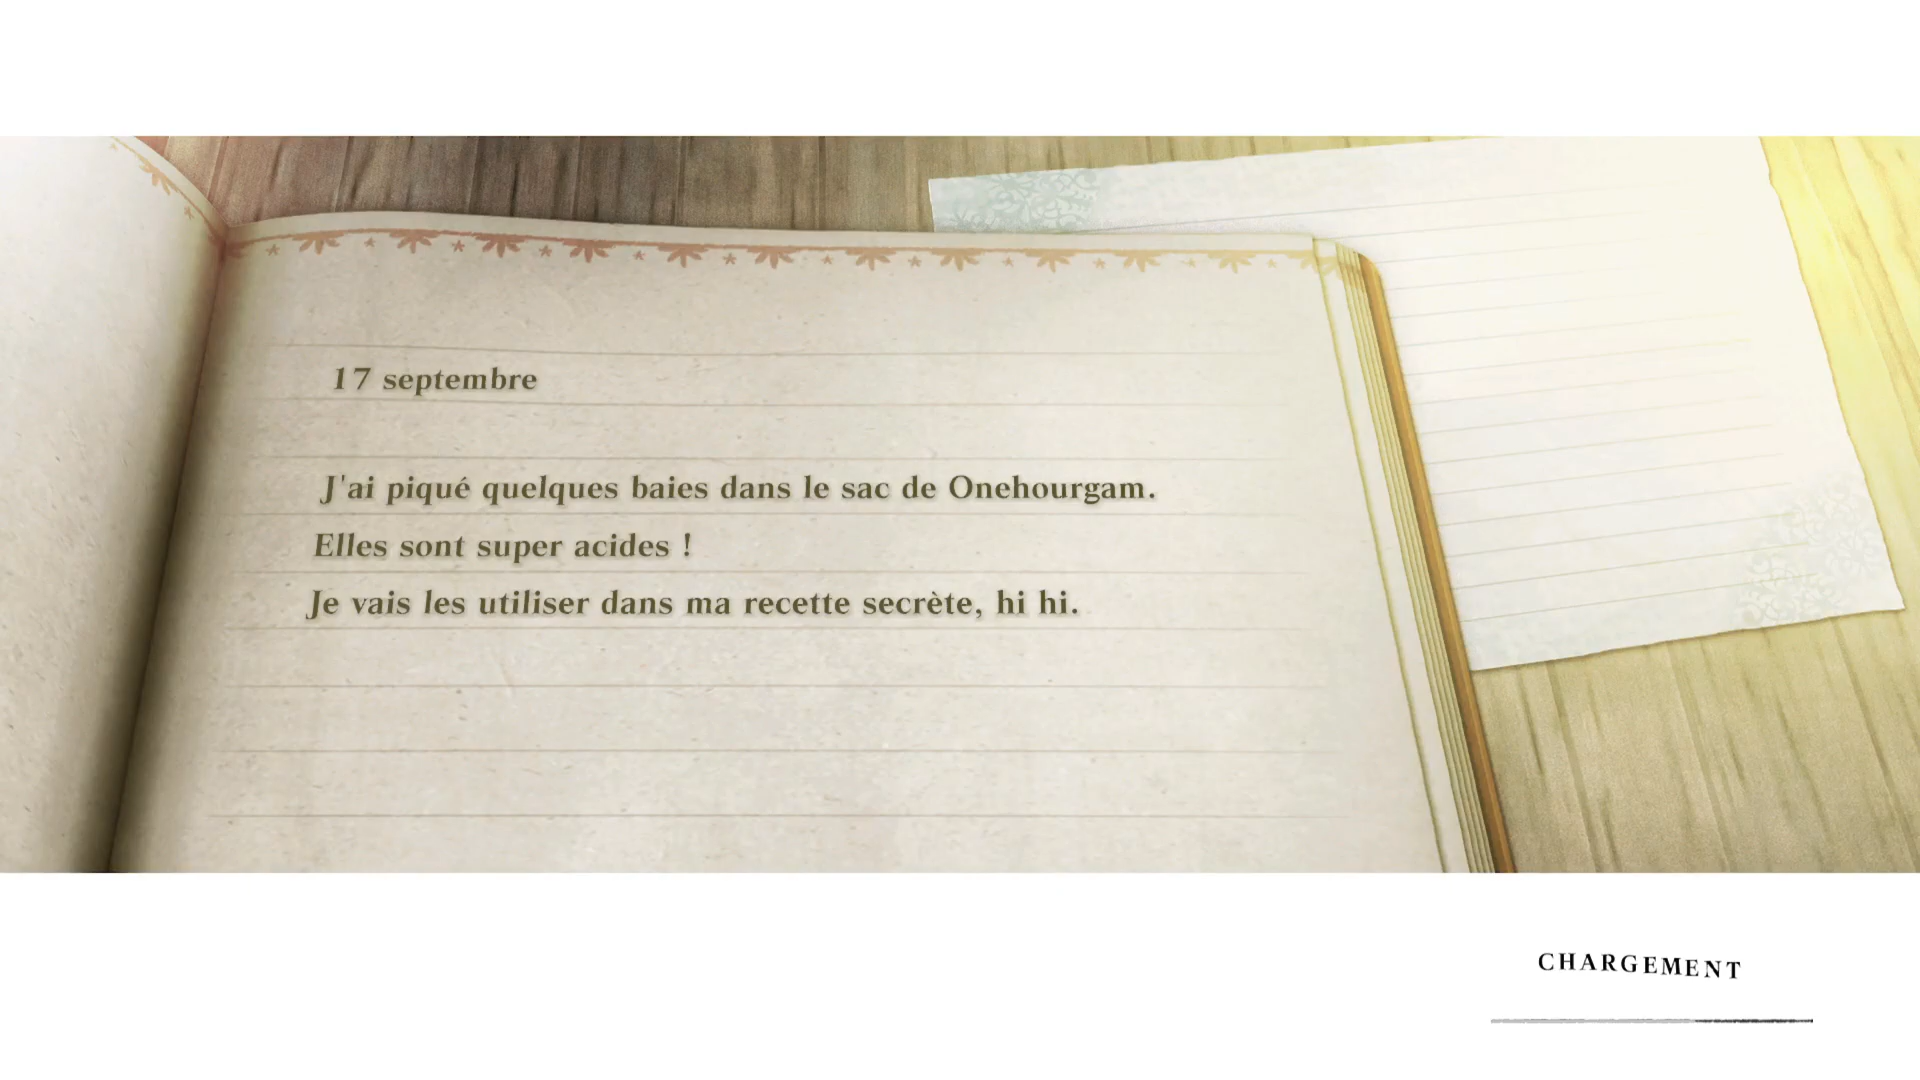 17 septembre
J'ai piqué quelques baies dans le sac de Onehourgam.
Elles sont super acides !
Je vais les utiliser dans ma recette secrète, hi hi.
CHARGEMENT